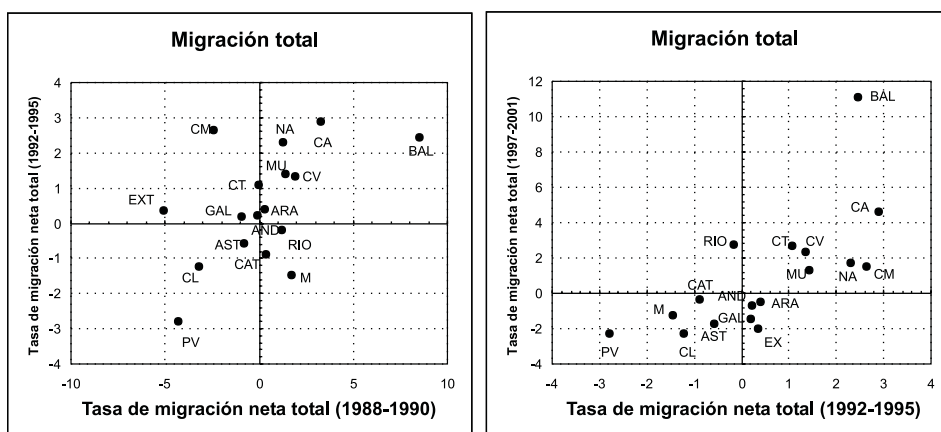 Migración total
Tasa de migración neta total (1992-1995)
4
3
2
1
0
-1
-2
-3
-4
CM
NA
CA
BAL
MU
CV
CT
EXT
GAL
ARA
AND
AST
RIO
CAT
CL
M
PV
-10
-5
0
5
10
Tasa de migración neta total (1988-1990)
Migración total
Tasa de migración neta total (1997-2001)
12
10
8
6
4
2
0
-2
-4
BAL
CA
RIO
CT
CV
MU
NA
CM
CAT
AND
ARA
M
GAL
AST
EX
PV
CL
-4
-3
-2
-1
0
1
2
3
4
Tasa de migración neta total (1992-1995)